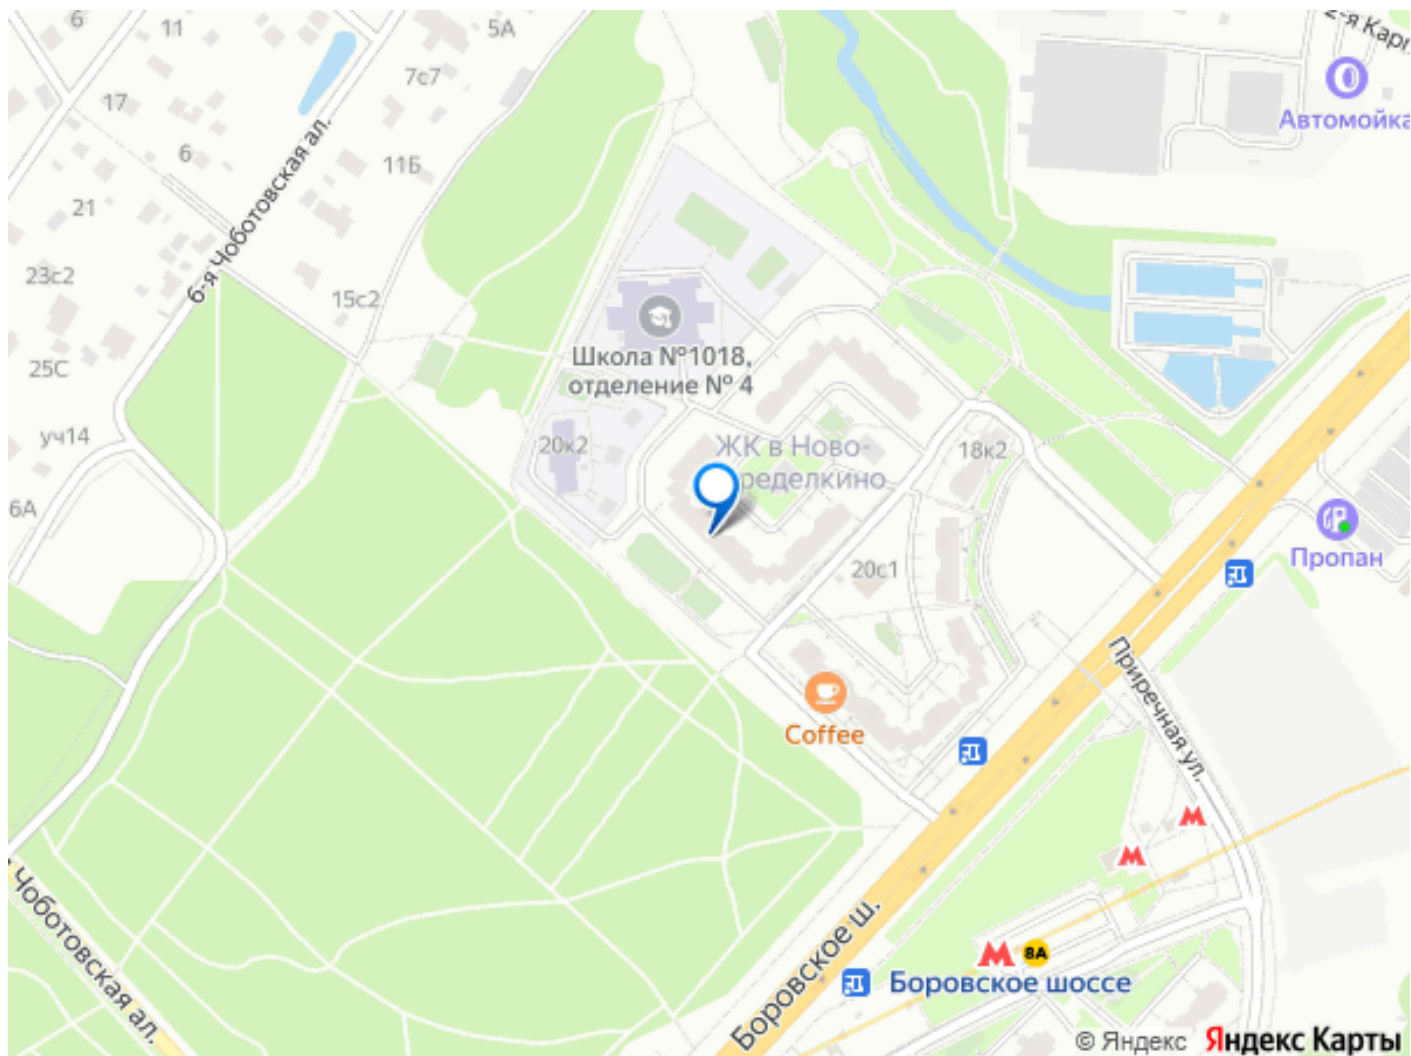 6
11
5А
2-я Карп
7с7
Автомойка
17
6
11Б
21
6-я Чоботовская ал.
23с2
15с2
25С
Школа №1018,
отделение № 4
уч14
20к2
ЖК в Ново-
ределкино
18к2
6А
Пропан
20с1
Приречная ул.
Coffee
Чоботовская ал.
Боровское ш.
8А
Боровское шоссе
© Яндекс Яндекс Карты